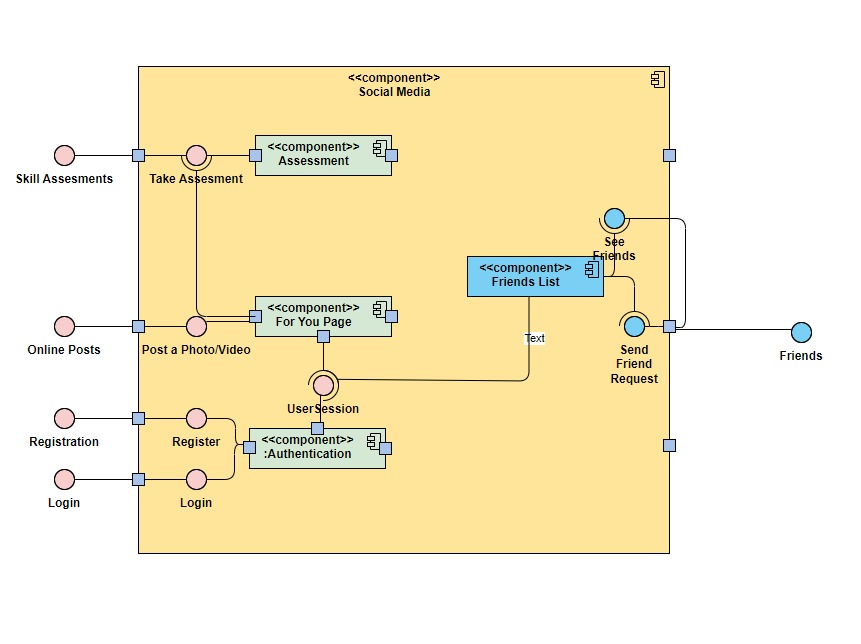 <<component>>
Social Media
<<component>>
Assessment
Skill Assesments
Take Assesment
See
Friends
<<component>>
Friends List
<<component>>
For You Page
Text
Online Posts
Post a Photo/Video
Send
Friend
Request
Friends
UserSession
Registration
Register
<<component>>
:Authentication
Login
Login